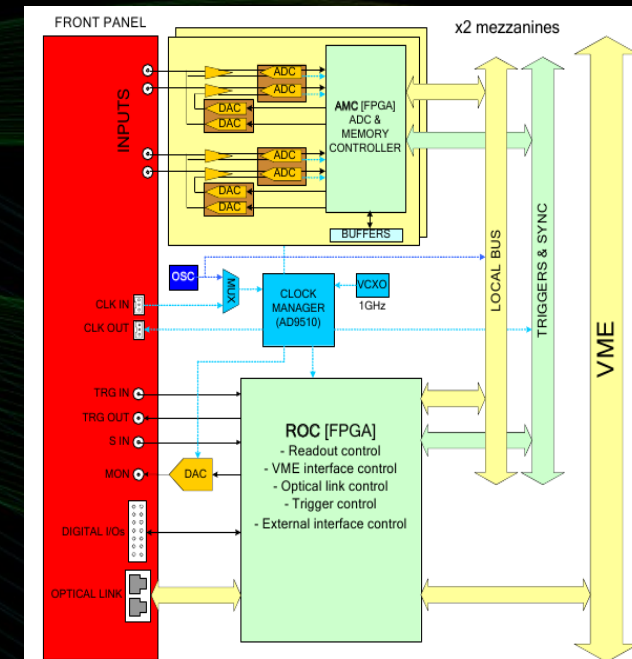 FRONT PANEL
x2 mezzanines
INPUTS
ADC
ADC
DAC
DAC
ADC
ADC
DAC
DAC
AMC [FPGA]
ADC &
MEMORY
CONTROLLER
BUFFERS
LOCAL BUS
TRIGGERS & SYNC
VME
OSC
MUX
CLOCK
MANAGER
(AD9510)
VCXO
1GHz
CLK IN
CLK OUT
TRG IN
TRG OUT
S IN
MON
DAC
DIGITAL I/Os
OPTICAL LINK
ROC [FPGA]
- Readout control
- VME interface control
- Optical link control
- Trigger control
- External interface control